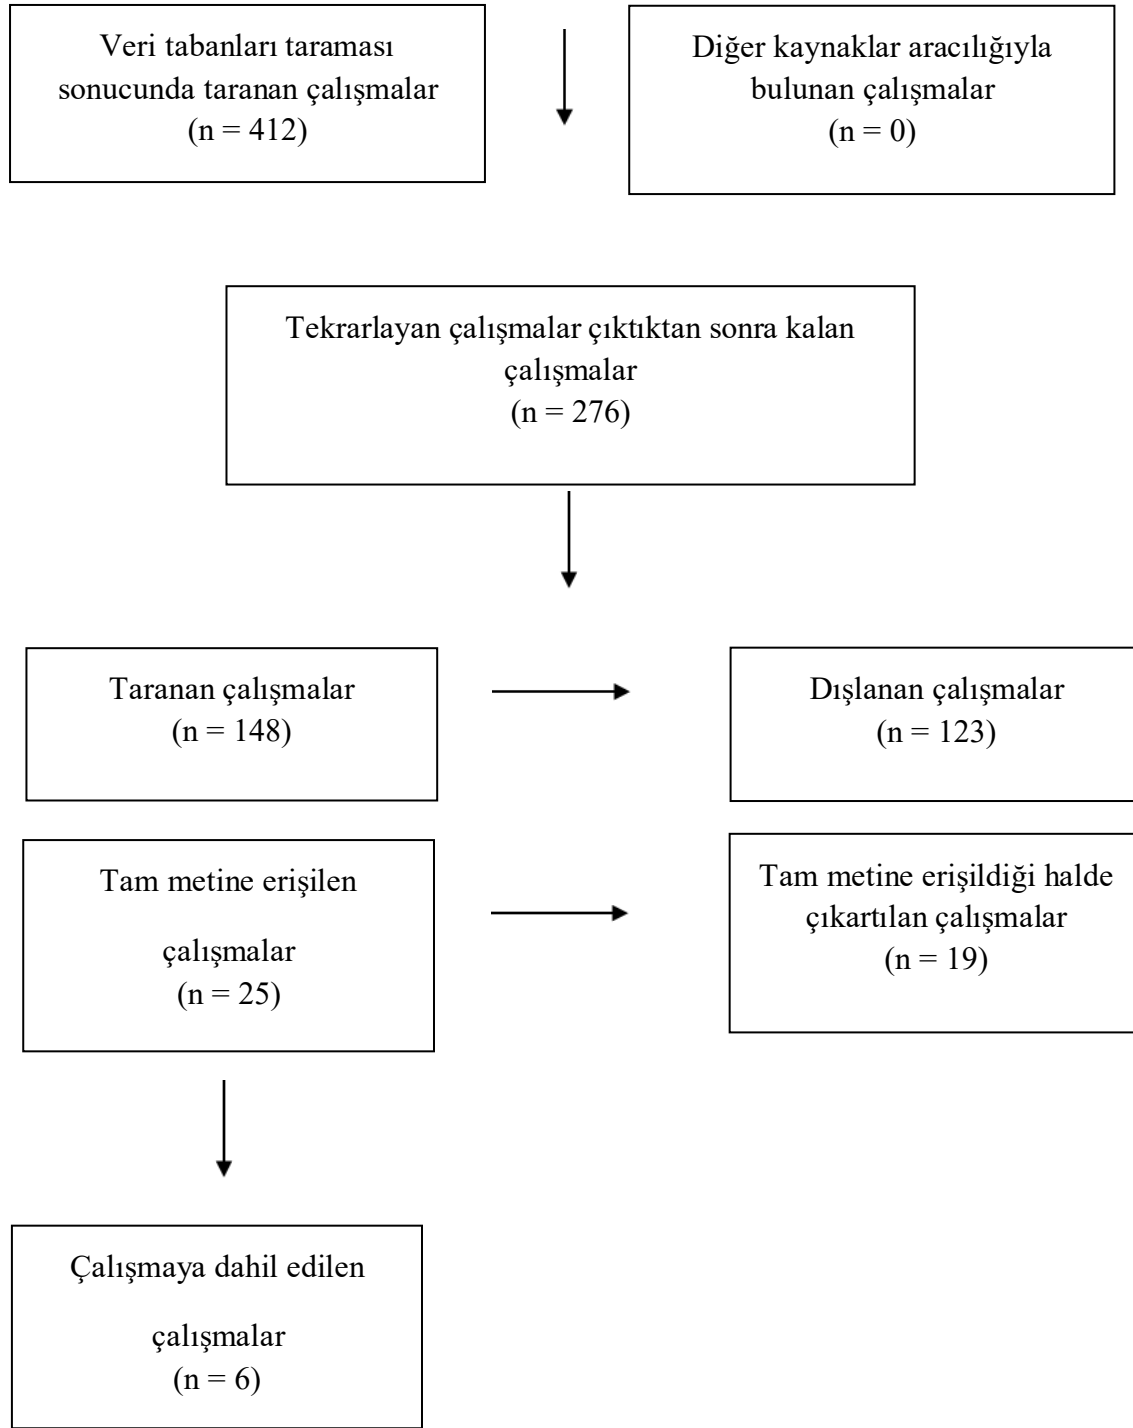 Veri tabanları taraması
sonucunda taranan çalışmalar
(n = 412)
Diğer kaynaklar aracılığıyla
bulunan çalışmalar
(n = 0)
Tekrarlayan çalışmalar çıktıktan sonra kalan
çalışmalar
(n = 276)
Taranan çalışmalar
(n = 148)
Dışlanan çalışmalar
(n = 123)
Tam metine erişilen
çalışmalar
(n = 25)
Tam metine erişildiği halde
çıkartılan çalışmalar
(n = 19)
Çalışmaya dahil edilen
çalışmalar
(n = 6)